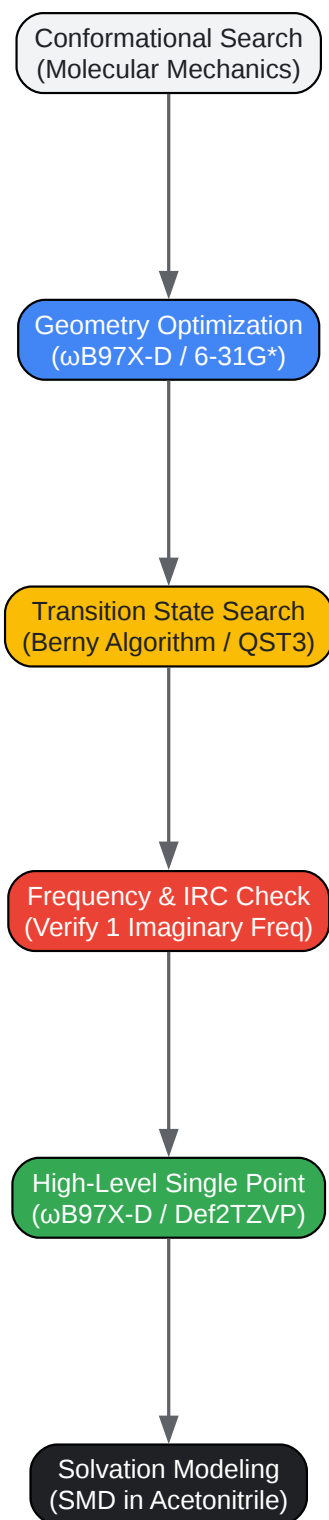 Conformational Search
(Molecular Mechanics)
Geometry Optimization
(ωB97X-D / 6-31G*)
Transition State Search
(Berny Algorithm / QST3)
Frequency & IRC Check
(Verify 1 Imaginary Freq)
High-Level Single Point
(ωB97X-D / Def2TZVP)
Solvation Modeling
(SMD in Acetonitrile)